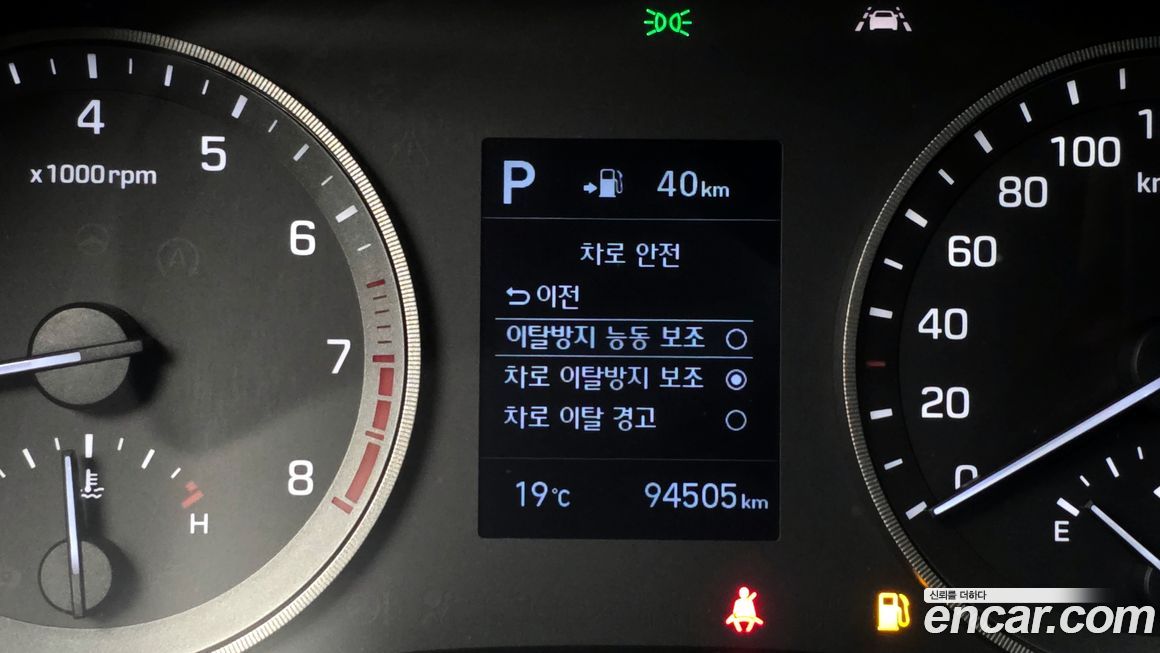 4
5
x1000rpm
6
7
8
H
P 40km
차로 안전
이전
이탈방지 능동 보조
차로 이탈방지 보조
차로 이탈 경고
19℃ 94505km
100
80
60
40
20
0
E
신뢰를 더하다
encar.com